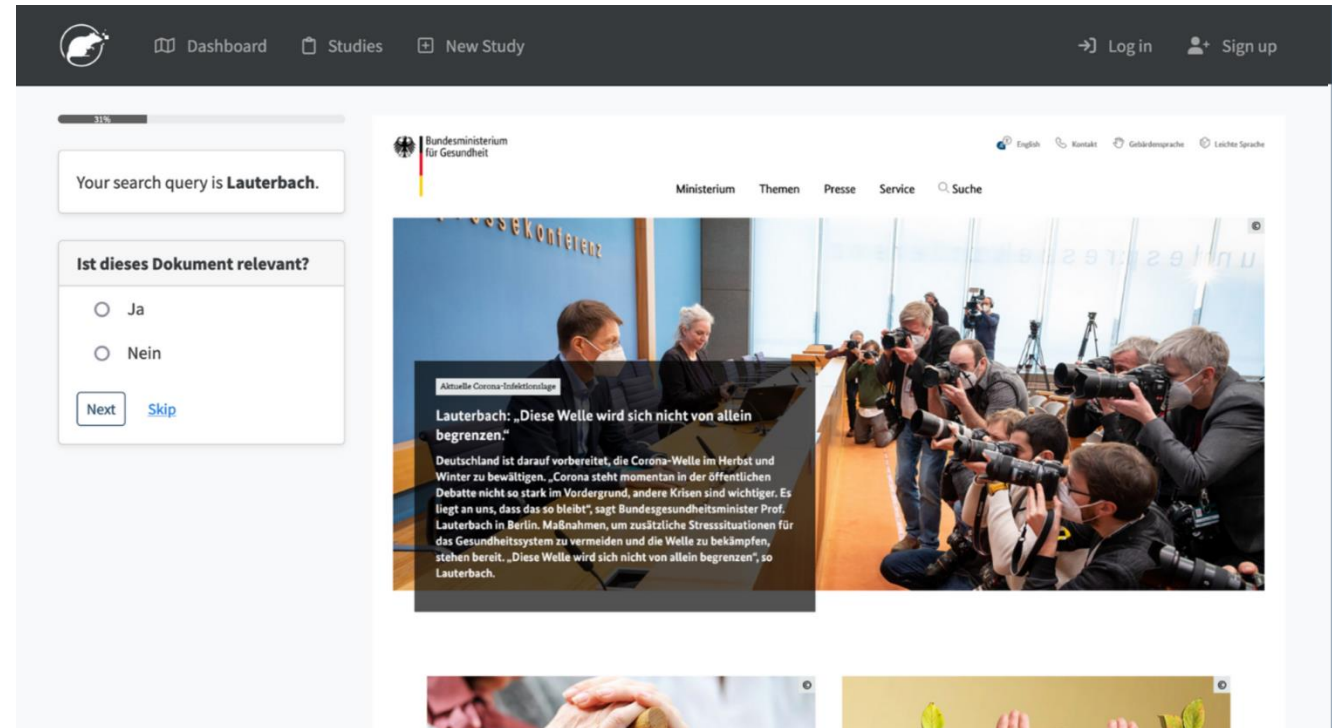 Dashboard
Studies
New Study
Log in
Sign up
31%
Your search query is Lauterbach.
Ist dieses Dokument relevant?
Ja
Nein
Next
Skip
Bundesministerium
für Gesundheit
English
Kontakt
Gebärdensprache
Leichte Sprache
Ministerium
Themen
Presse
Service
Suche
pressekonferenz
Aktuelle Corona-Infektionslage
Lauterbach: „Diese Welle wird sich nicht von allein
begrenzen.“
Deutschland ist darauf vorbereitet, die Corona-Welle im Herbst und
Winter zu bewältigen. „Corona steht momentan in der öffentlichen
Debatte nicht so stark im Vordergrund, andere Krisen sind wichtiger. Es
liegt an uns, dass das so bleibt“, sagt Bundesgesundheitsminister Prof.
Lauterbach in Berlin. Maßnahmen, um zusätzliche Stresssituationen für
das Gesundheitssystem zu vermeiden und die Welle zu bekämpfen,
stehen bereit. „Diese Welle wird sich nicht von allein begrenzen“, so
Lauterbach.